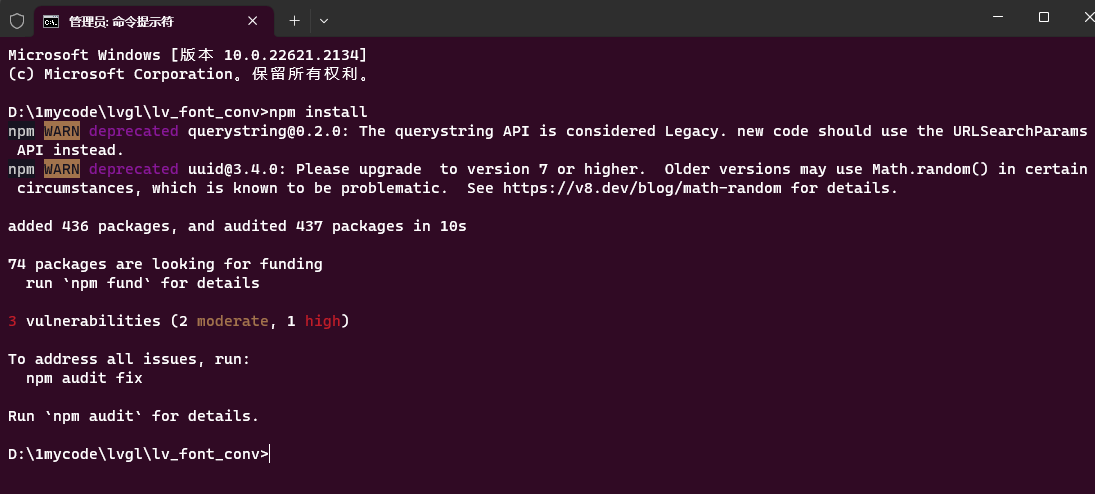 管理员: 命令提示符
Microsoft Windows [版本 10.0.22621.2134]
(c) Microsoft Corporation。保留所有权利。
D:\1mycode\lvgl\lv_font_conv>npm install
npm WARN deprecated querystring@0.2.0: The querystring API is considered Legacy. new code should use the URLSearchParams
API instead.
npm WARN deprecated uuid@3.4.0: Please upgrade  to version 7 or higher.  Older versions may use Math.random() in certain
circumstances, which is known to be problematic.  See https://v8.dev/blog/math-random for details.
added 436 packages, and audited 437 packages in 10s
74 packages are looking for funding
run `npm fund` for details
3 vulnerabilities (2 moderate, 1 high)
To address all issues, run:
npm audit fix
Run `npm audit` for details.
D:\1mycode\lvgl\lv_font_conv>